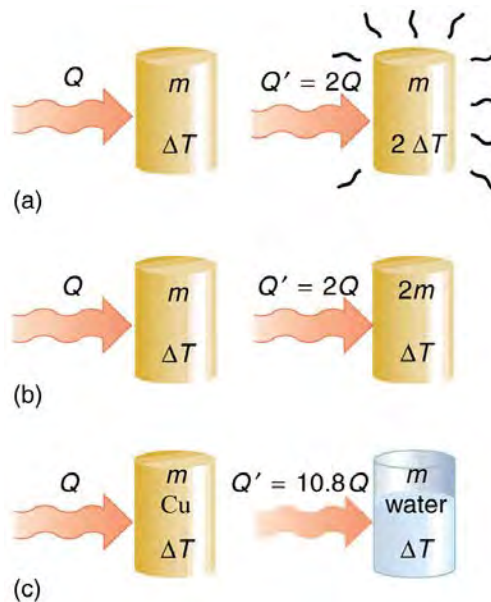 Q
m
ΔT
Q′ = 2Q
m
2 ΔT
(a)
Q
m
ΔT
Q′ = 2Q
2m
ΔT
(b)
Q
m
Cu
ΔT
Q′ = 10.8Q
m
water
ΔT
(c)